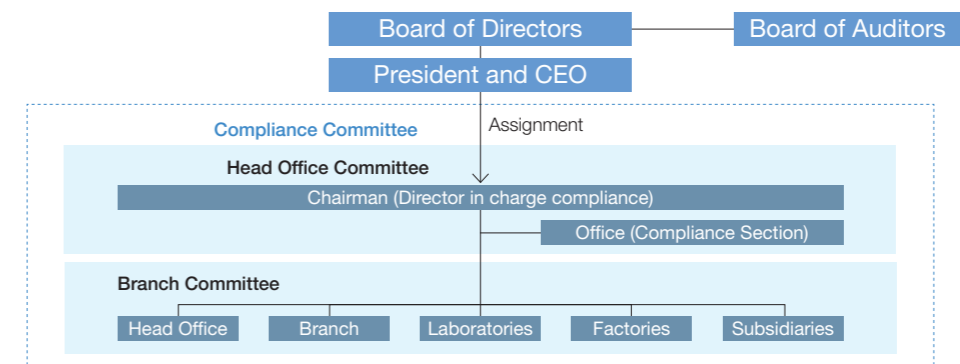 Board of Directors
Board of Auditors
President and CEO
Assignment
Compliance Committee
Head Office Committee
Chairman (Director in charge compliance)
Office (Compliance Section)
Branch Committee
Head Office
Branch
Laboratories
Factories
Subsidiaries